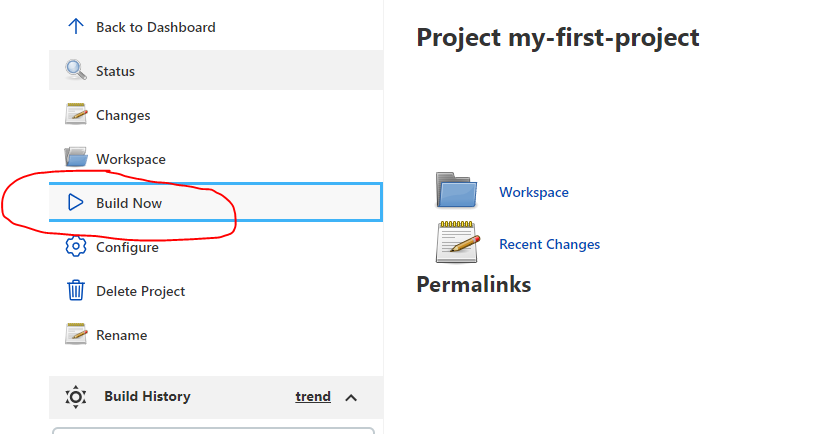 Back to Dashboard
Status
Changes
Workspace
Build Now
Configure
Delete Project
Rename
Build History trend
Project my-first-project
Workspace
Recent Changes
Permalinks